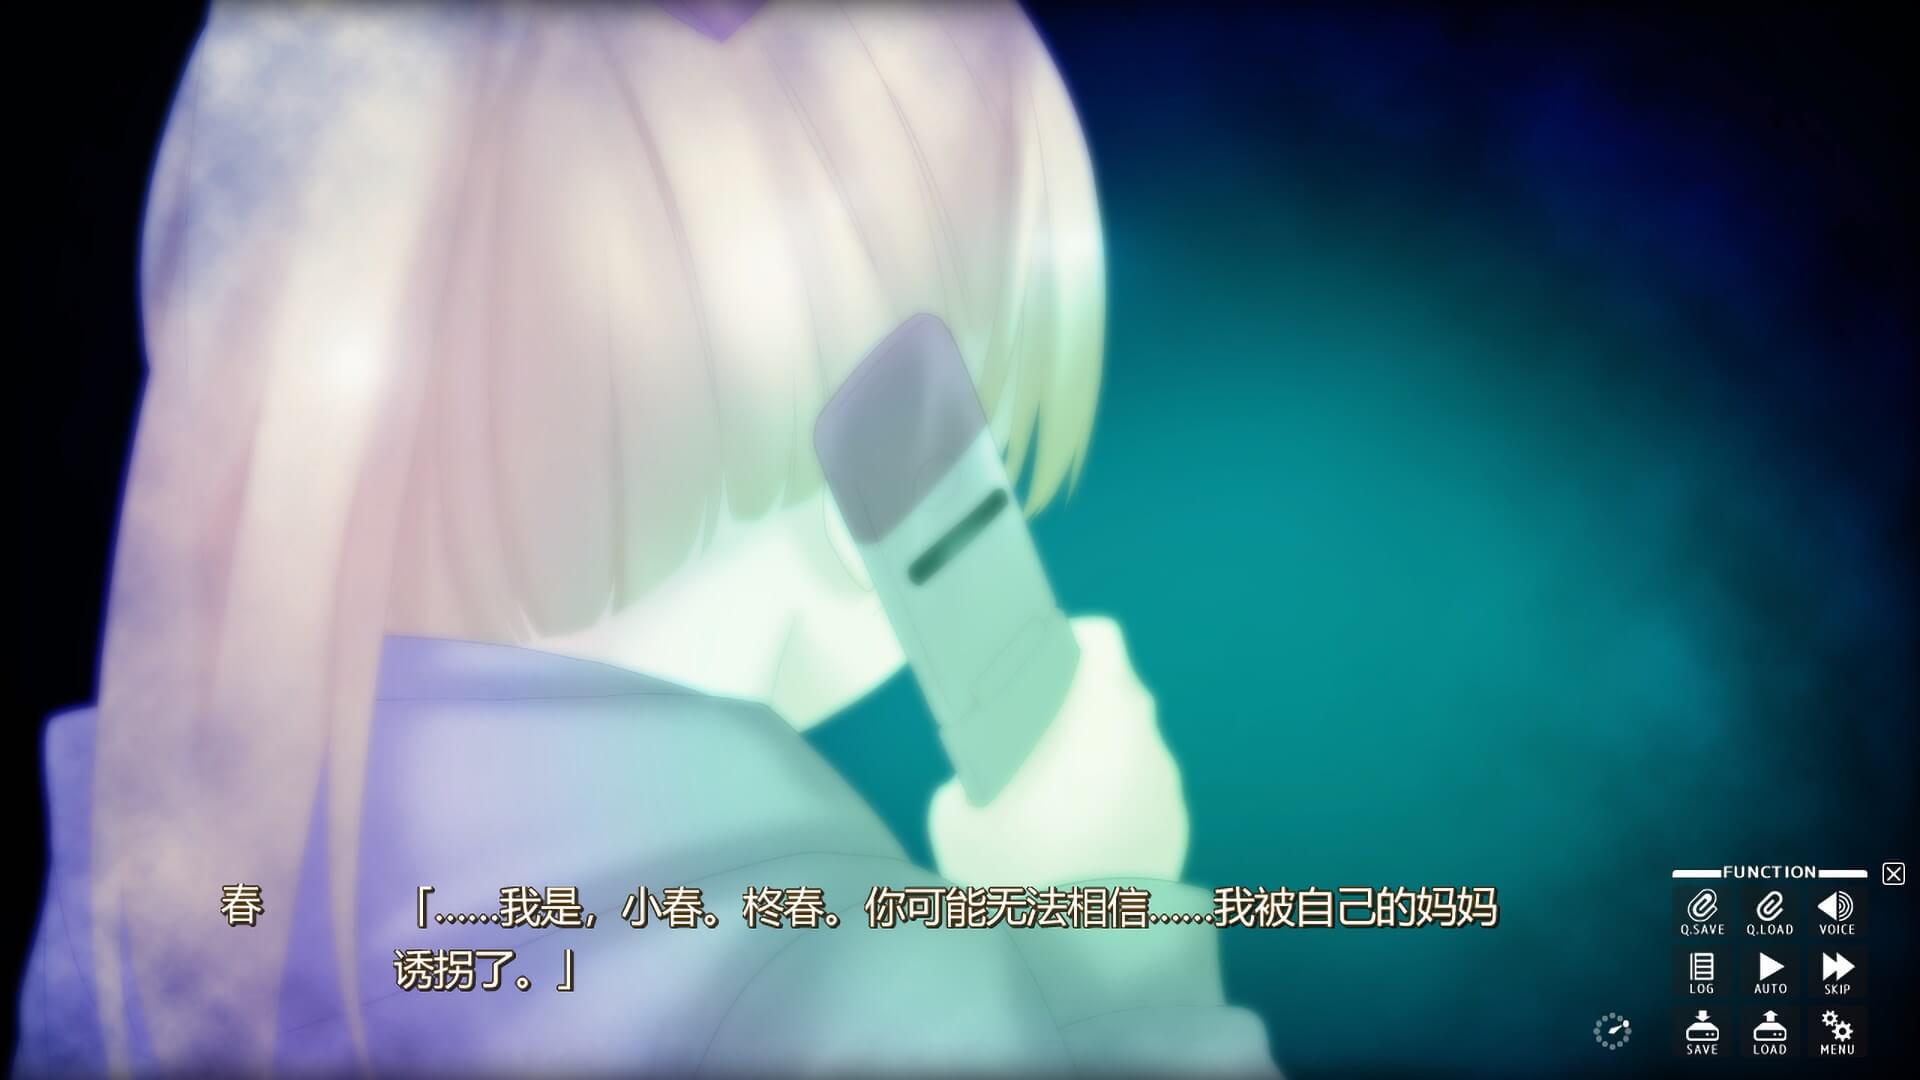 春
「……我是，小春。柊春。你可能无法相信……我被自己的妈妈
诱拐了。」
FUNCTION
Q.SAVE Q.LOAD VOICE
LOG AUTO SKIP
SAVE LOAD MENU